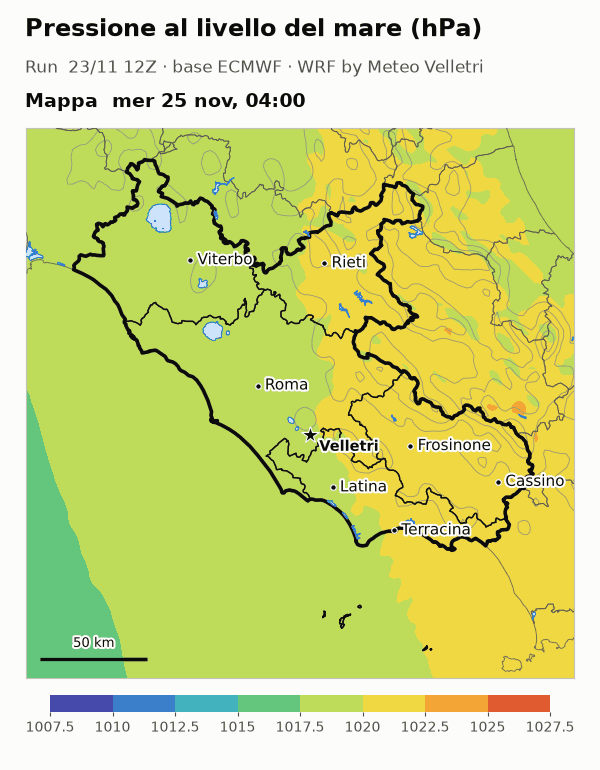 Pressione al livello del mare (hPa)
Run  23/11 12Z · base ECMWF · WRF by Meteo Velletri
Mappa  mer 25 nov, 04:00
Viterbo
Rieti
Roma
Velletri
Frosinone
Cassino
Latina
Terracina
50 km
1007.5 1010 1012.5 1015 1017.5 1020 1022.5 1025 1027.5